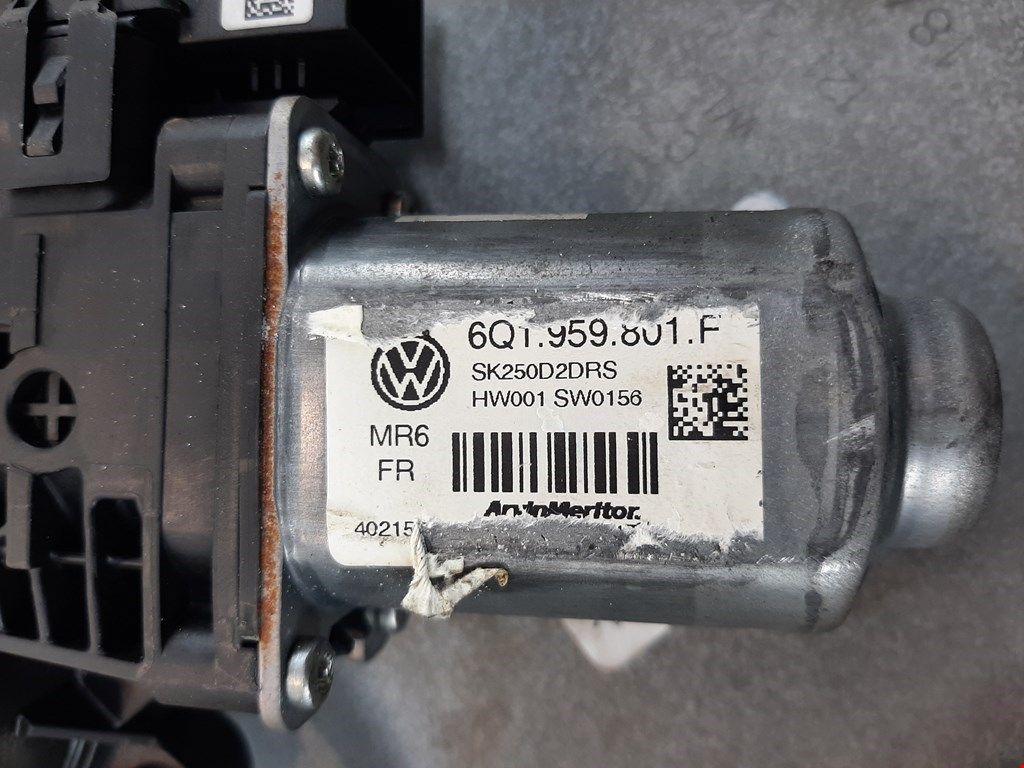 6Q1.959.801.F
SK250D2DRS
HW001 SW0156
MR6
FR
ArvinMeritor
40215